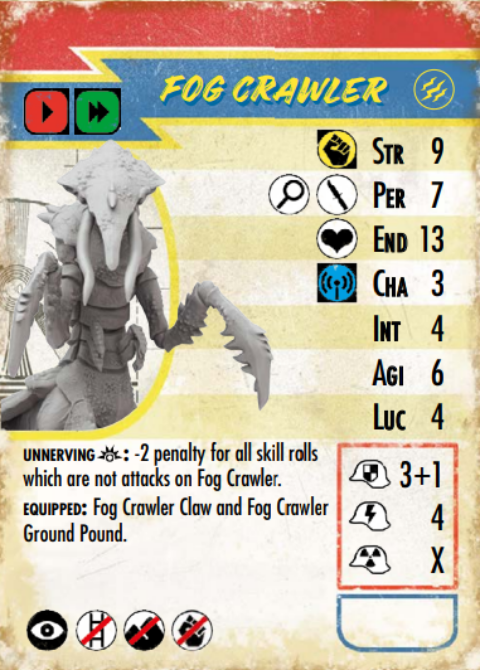 FOG CRAWLER
STR 9
PER 7
END 13
CHA 3
INT 4
AGI 6
LUC 4
UNNERVING : -2 penalty for all skill rolls
which are not attacks on Fog Crawler.
EQUIPPED: Fog Crawler Claw and Fog Crawler
Ground Pound.
3+1
4
X